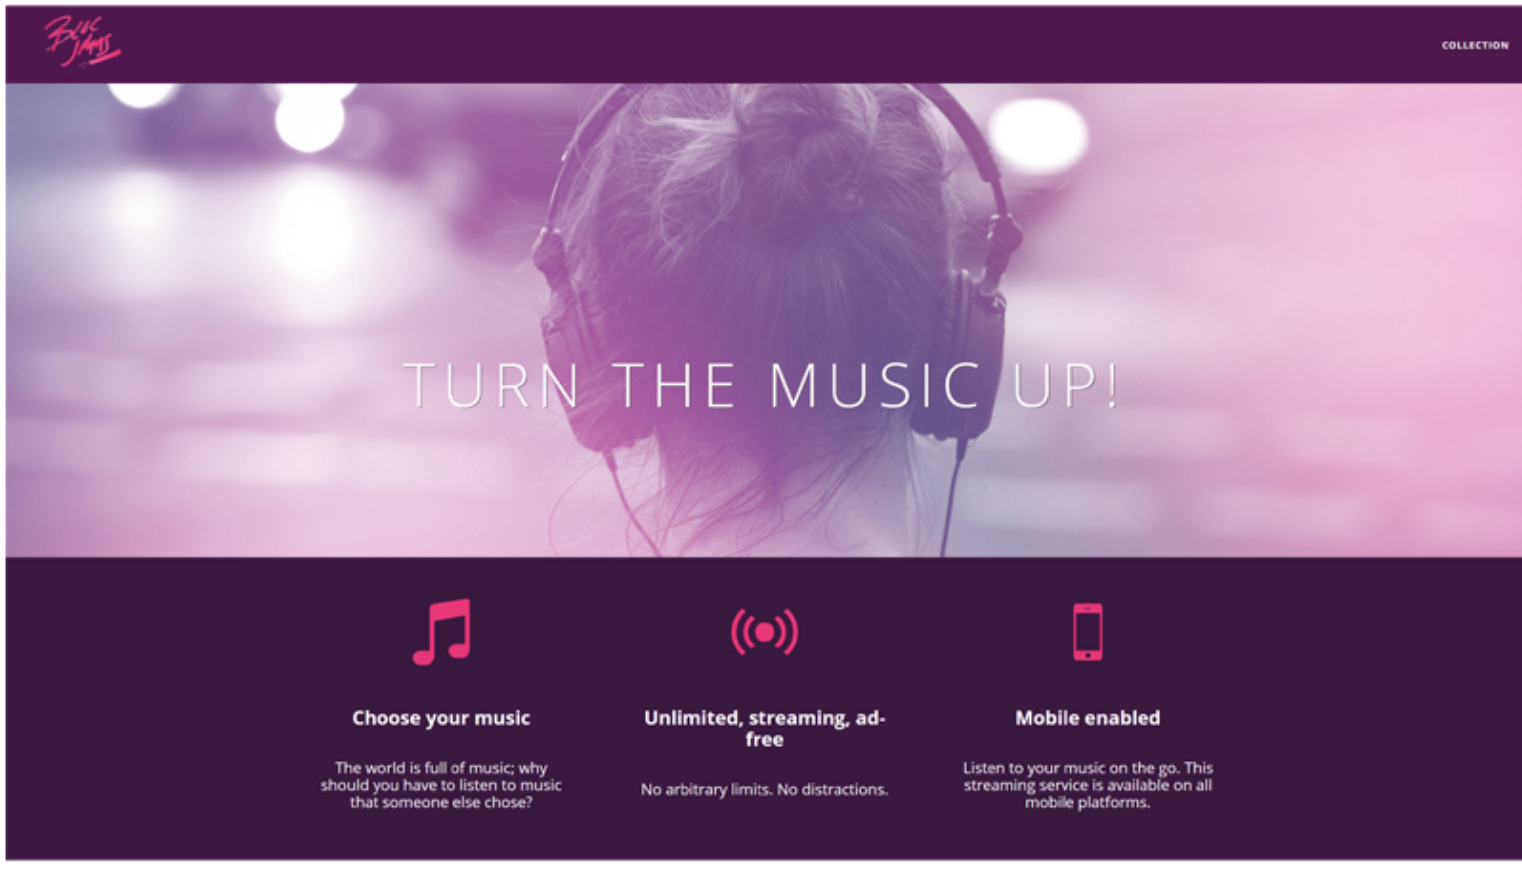 Bloc
Jams
COLLECTION
TURN THE MUSIC UP!
Choose your music
The world is full of music; why
should you have to listen to music
that someone else chose?
Unlimited, streaming, ad-
free
No arbitrary limits. No distractions.
Mobile enabled
Listen to your music on the go. This
streaming service is available on all
mobile platforms.